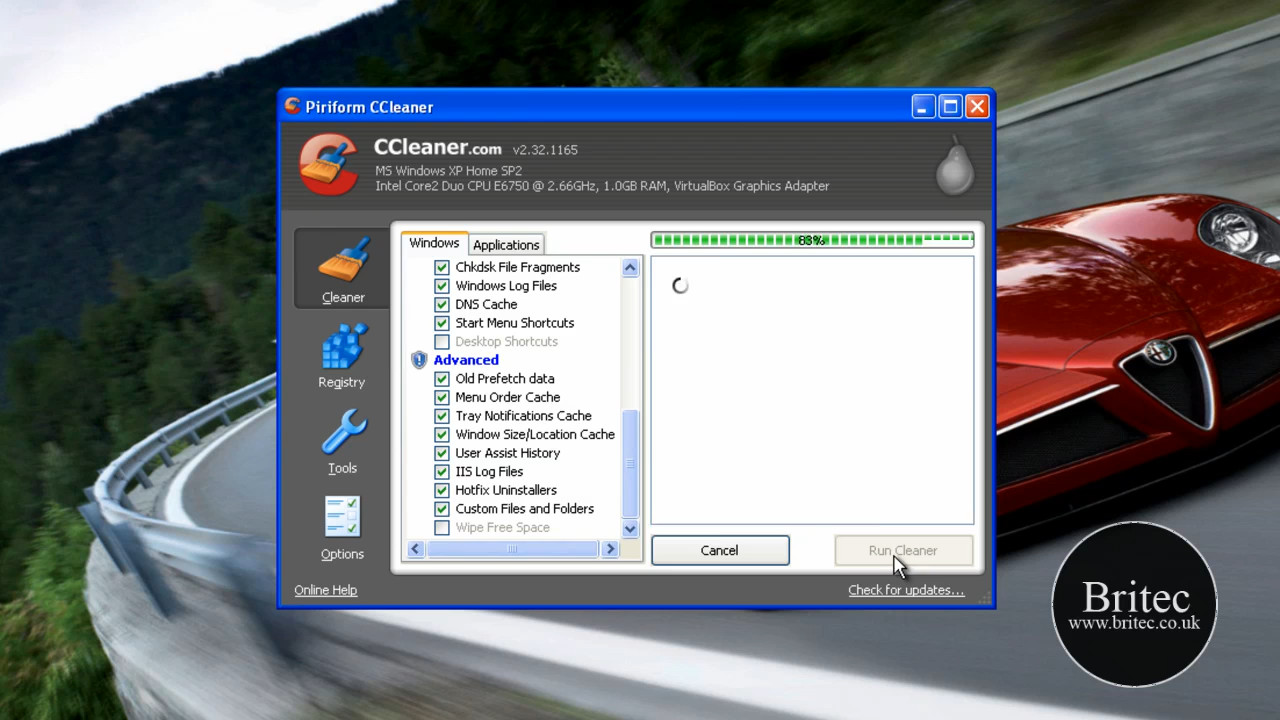 Piriform CCleaner
CCleaner.com v2.32.1165
MS Windows XP Home SP2
Intel Core2 Duo CPU E6750 @ 2.66GHz, 1.0GB RAM, VirtualBox Graphics Adapter
Cleaner
Registry
Tools
Options
Online Help
Windows
Applications
Chkdsk File Fragments
Windows Log Files
DNS Cache
Start Menu Shortcuts
Desktop Shortcuts
Advanced
Old Prefetch data
Menu Order Cache
Tray Notifications Cache
Window Size/Location Cache
User Assist History
IIS Log Files
Hotfix Uninstallers
Custom Files and Folders
Wipe Free Space
83%
Cancel
Run Cleaner
Check for updates...
Britec
www.britec.co.uk